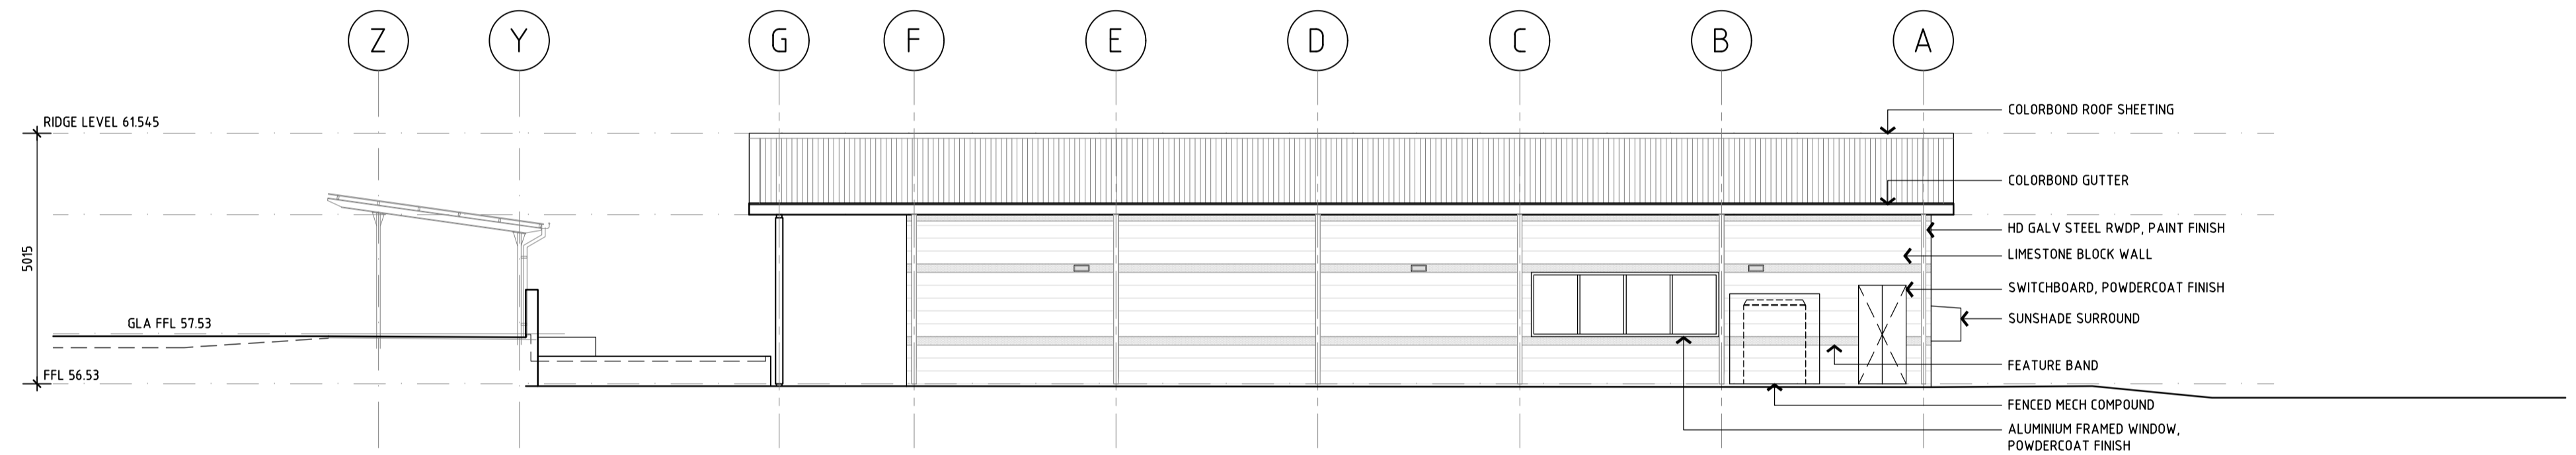 Z Y G F E D C B A
RIDGE LEVEL 61.545
COLORBOND ROOF SHEETING
COLORBOND GUTTER
HD GALV STEEL RWDP, PAINT FINISH
LIMESTONE BLOCK WALL
5015
SWITCHBOARD, POWDERCOAT FINISH
SUNSHADE SURROUND
GLA FFL 57.53
FEATURE BAND
FFL 56.53
FENCED MECH COMPOUND
ALUMINIUM FRAMED WINDOW,
POWDERCOAT FINISH